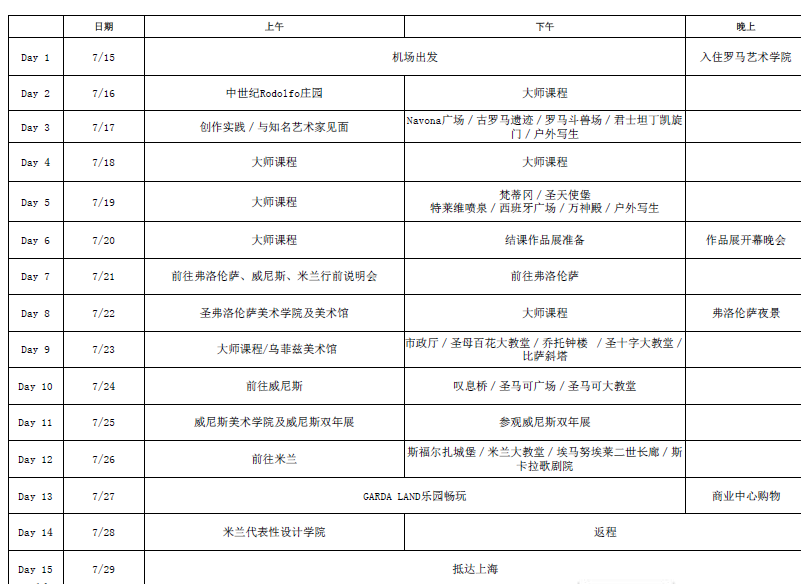 日期 上午 下午 晚上
Day 1 7/15 机场出发 入住罗马艺术学院
Day 2 7/16 中世纪Rodolfo庄园 大师课程
Day 3 7/17 创作实践/与知名艺术家见面 Navona广场/古罗马遗迹/罗马斗兽场/君士坦丁凯旋
门/户外写生
Day 4 7/18 大师课程 大师课程
Day 5 7/19 大师课程 梵蒂冈/圣天使堡
特莱维喷泉/西班牙广场/万神殿/户外写生
Day 6 7/20 大师课程 结课作品展准备 作品展开幕晚会
Day 7 7/21 前往弗洛伦萨、威尼斯、米兰行前说明会 前往弗洛伦萨
Day 8 7/22 圣弗洛伦萨美术学院及美术馆 大师课程 弗洛伦萨夜景
Day 9 7/23 大师课程/乌菲兹美术馆 市政厅/圣母百花大教堂/乔托钟楼 /圣十字大教堂/
比萨斜塔
Day 10 7/24 前往威尼斯 叹息桥/圣马可广场/圣马可大教堂
Day 11 7/25 威尼斯美术学院及威尼斯双年展 参观威尼斯双年展
Day 12 7/26 前往米兰 斯福尔扎城堡/米兰大教堂/埃马努埃莱二世长廊/斯
卡拉歌剧院
Day 13 7/27 GARDA LAND乐园畅玩 商业中心购物
Day 14 7/28 米兰代表性设计学院 返程
Day 15 7/29 抵达上海